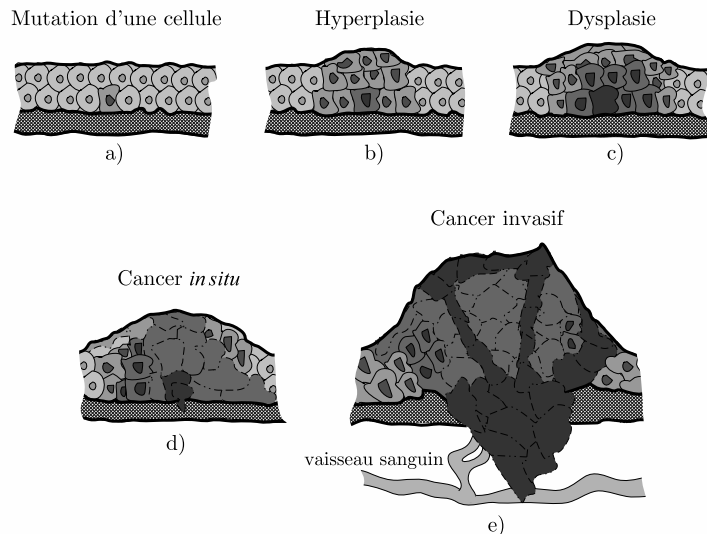 Mutation d'une cellule
Hyperplasie
Dysplasie
a)
b)
c)
Cancer in situ
Cancer invasif
d)
vaisseau sanguin
e)